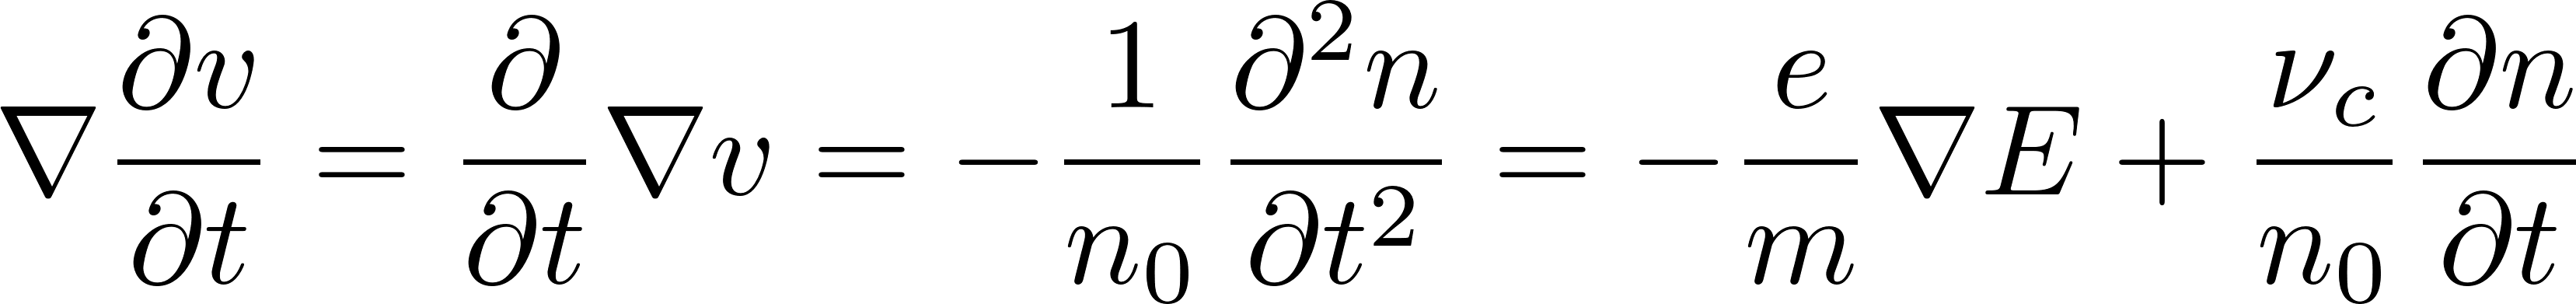 ∇ ∂v/∂t = ∂/∂t ∇v = − 1/n₀ ∂²n/∂t² = − e/m ∇E + ν_c/n₀ ∂n/∂t